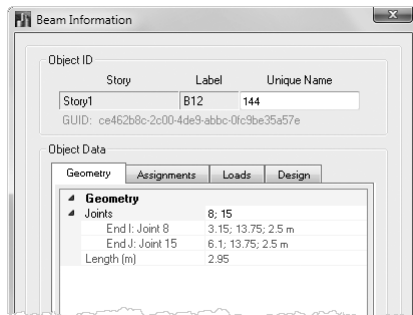 Beam Information
Object ID
Story Label Unique Name
Story1 B12 144
GUID: ce462b8c-2c00-4de9-abbc-0fc9be35a57e
Object Data
Geometry Assignments Loads Design
Geometry
Joints 8; 15
End I: Joint 8 3.15; 13.75; 2.5 m
End J: Joint 15 6.1; 13.75; 2.5 m
Length (m) 2.95